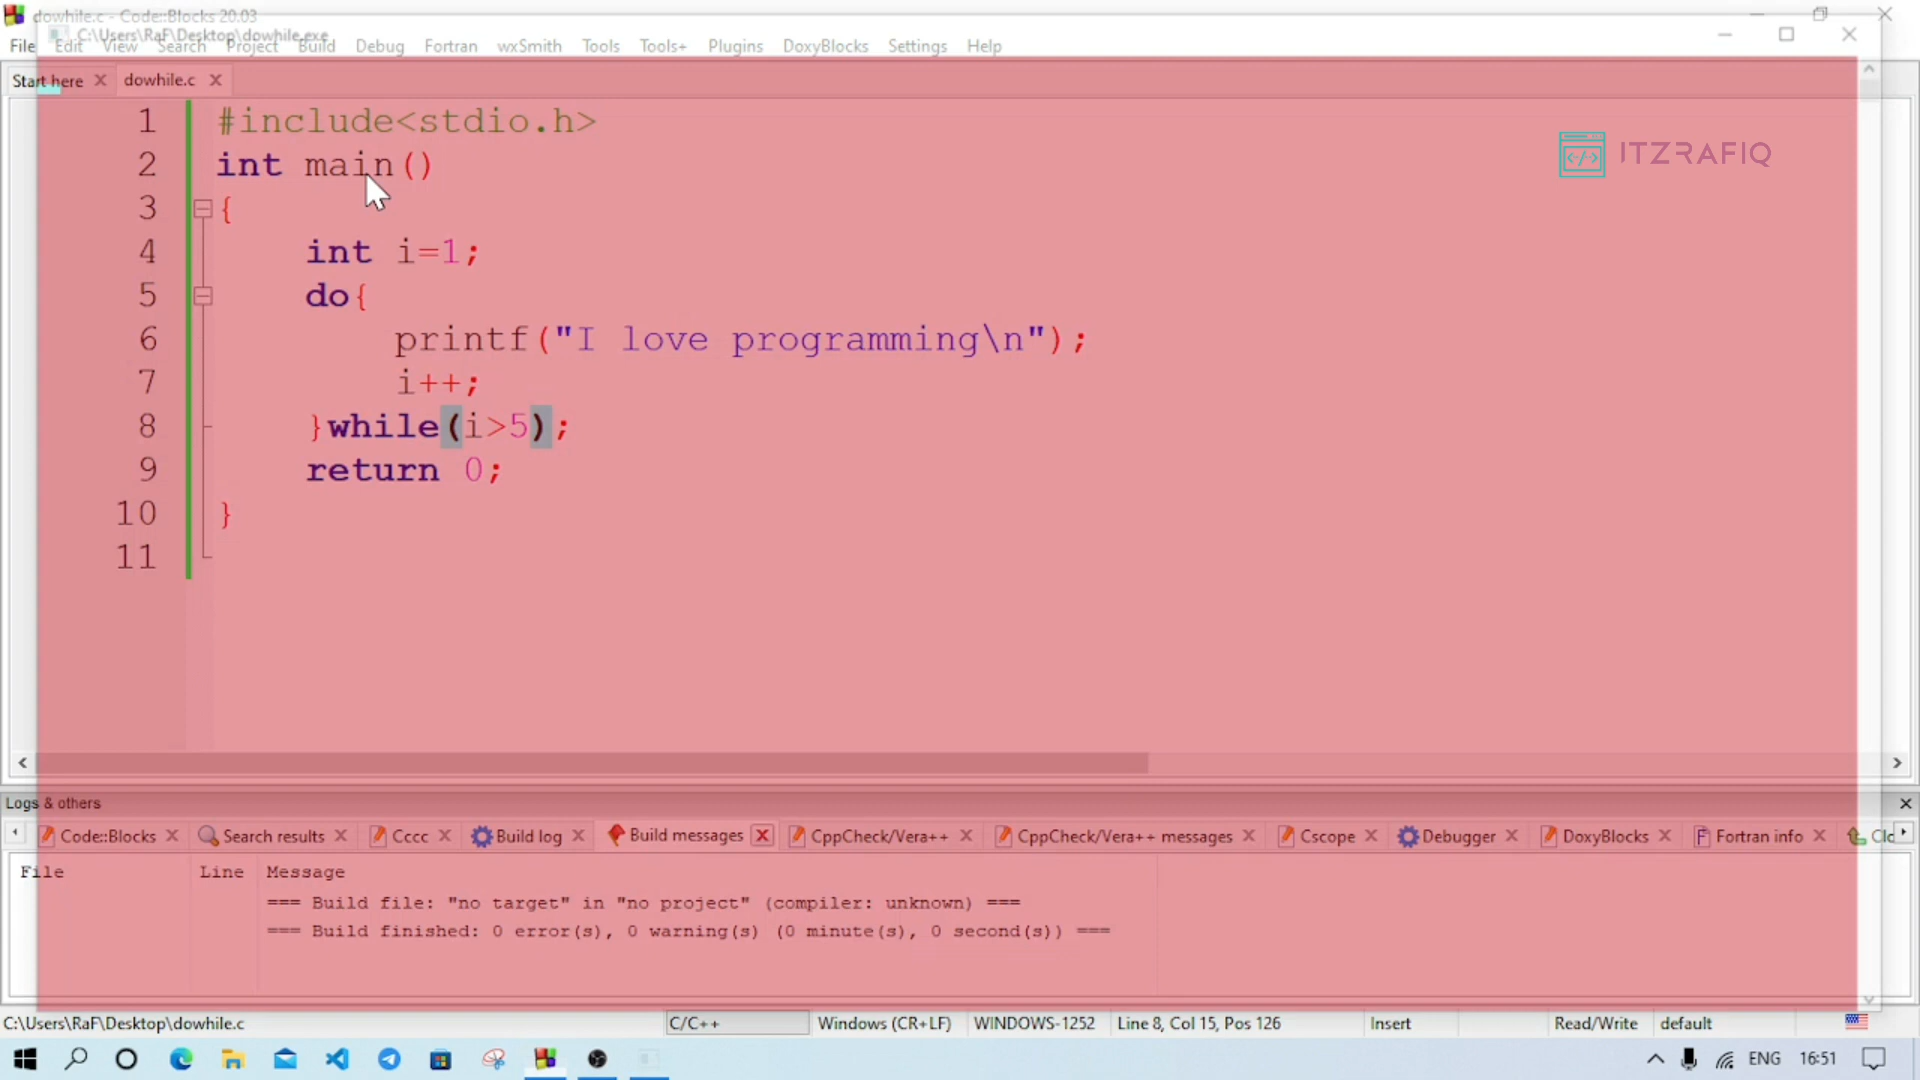 dowhile.c - Code::Blocks 20.03
C:\Users\RaF\Desktop\dowhile.exe
File Edit View Search Project Build Debug Fortran wxSmith Tools Tools+ Plugins DoxyBlocks Settings Help
Start here dowhile.c
1 #include<stdio.h>
2 int main()
3 {
4 int i=1;
5 do{
6 printf("I love programming\n");
7 i++;
8 }while(i>5);
9 return 0;
10 }
11
ITZRAFIQ
Logs & others
Code::Blocks Search results Cccc Build log Build messages CppCheck/Vera++ CppCheck/Vera++ messages Cscope Debugger DoxyBlocks Fortran info Clo
File Line Message
=== Build file: "no target" in "no project" (compiler: unknown) ===
=== Build finished: 0 error(s), 0 warning(s) (0 minute(s), 0 second(s)) ===
C:\Users\RaF\Desktop\dowhile.c C/C++ Windows (CR+LF) WINDOWS-1252 Line 8, Col 15, Pos 126 Insert Read/Write default
ENG 16:51